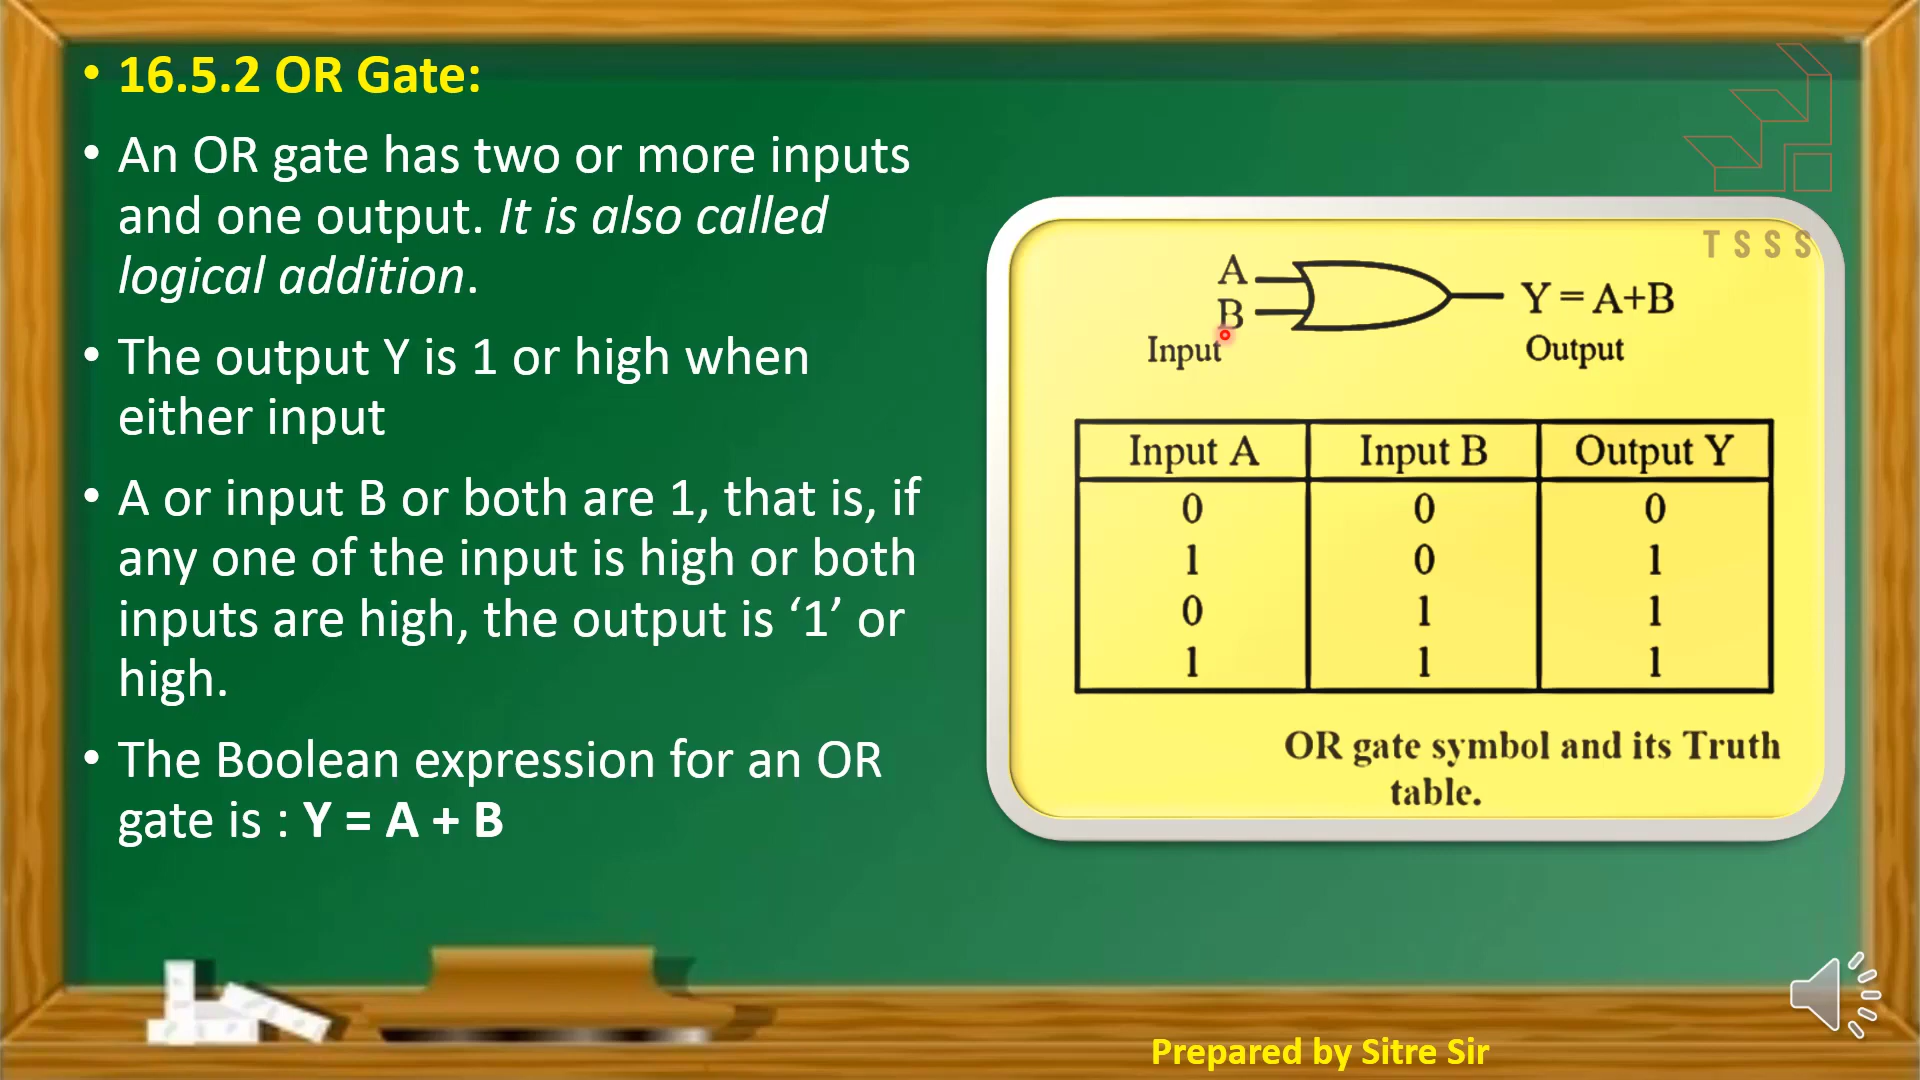 • 16.5.2 OR Gate:
• An OR gate has two or more inputs
and one output. It is also called
logical addition.
• The output Y is 1 or high when
either input
• A or input B or both are 1, that is, if
any one of the input is high or both
inputs are high, the output is ‘1’ or
high.
• The Boolean expression for an OR
gate is : Y = A + B
TSSS
A
B
Y = A+B
Input
Output
Input A Input B Output Y
0 0 0
1 0 1
0 1 1
1 1 1
OR gate symbol and its Truth
table.
Prepared by Sitre Sir